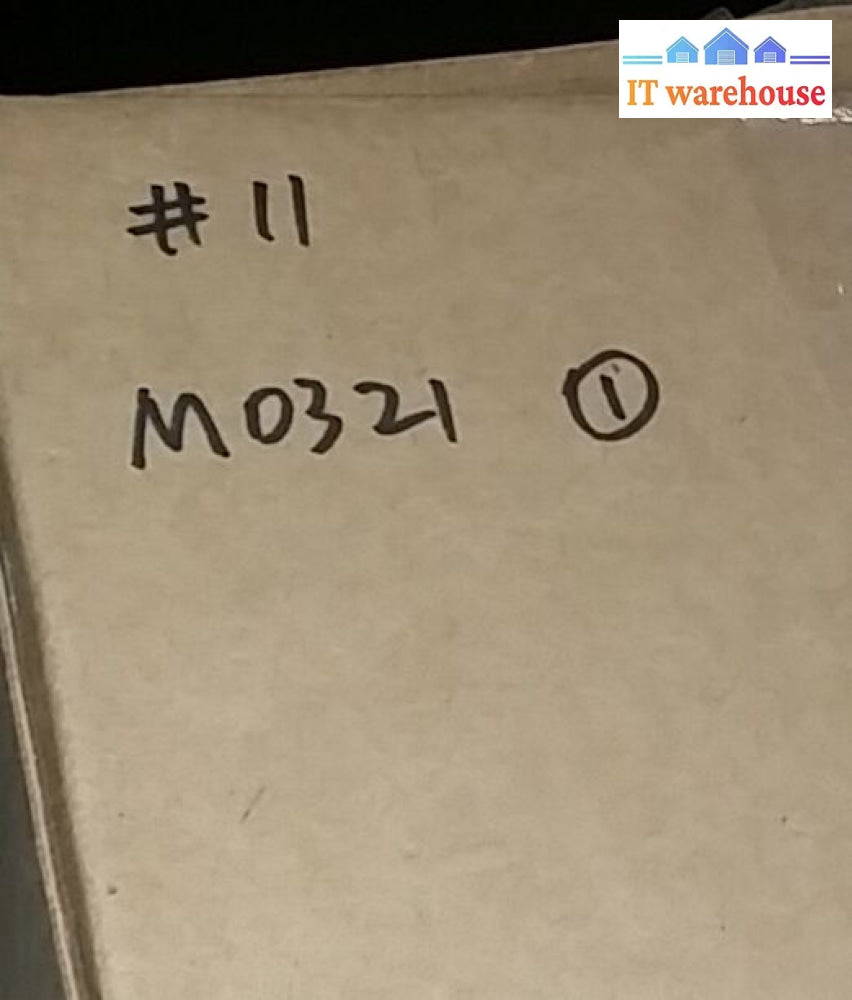 IT warehouse
# 11
M0321 ①